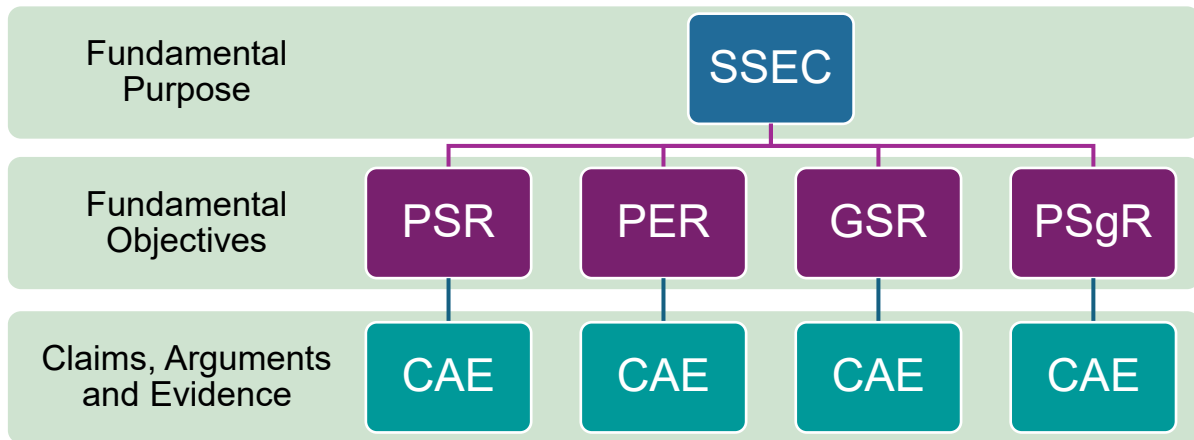 Fundamental
Purpose
SSEC
Fundamental
Objectives
PSR
PER
GSR
PSgR
Claims, Arguments
and Evidence
CAE
CAE
CAE
CAE